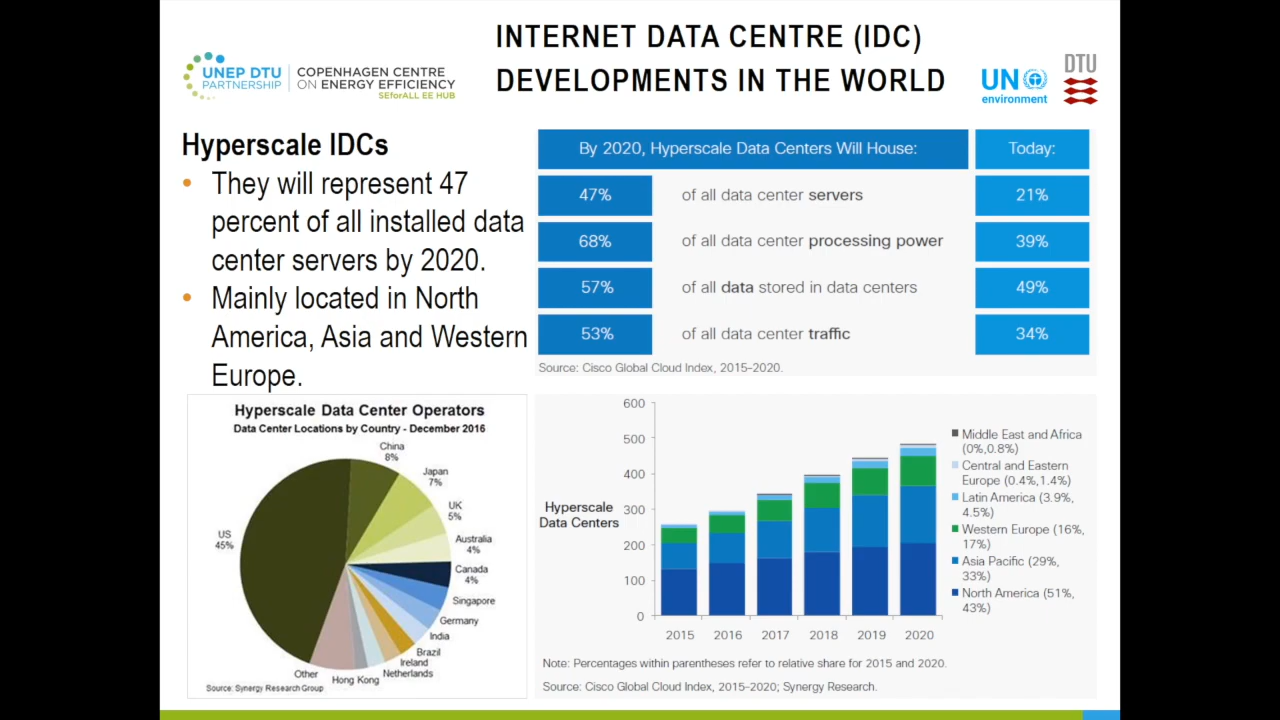 INTERNET DATA CENTRE (IDC)
DEVELOPMENTS IN THE WORLD
UNEP DTU
PARTNERSHIP
COPENHAGEN CENTRE
ON ENERGY EFFICIENCY
SEforALL EE HUB
UN
environment
DTU
Hyperscale IDCs
• They will represent 47
percent of all installed data
center servers by 2020.
• Mainly located in North
America, Asia and Western
Europe.
By 2020, Hyperscale Data Centers Will House: Today:
47% of all data center servers 21%
68% of all data center processing power 39%
57% of all data stored in data centers 49%
53% of all data center traffic 34%
Source: Cisco Global Cloud Index, 2015–2020.
Hyperscale Data Center Operators
Data Center Locations by Country - December 2016
China
8%
Japan
7%
UK
5%
Australia
4%
Canada
4%
Singapore
Germany
India
Brazil
Ireland
Netherlands
Hong Kong
Other
US
45%
Source: Synergy Research Group
Hyperscale
Data Centers
600
500
400
300
200
100
0
2015 2016 2017 2018 2019 2020
Middle East and Africa
(0%,0.8%)
Central and Eastern
Europe (0.4%,1.4%)
Latin America (3.9%,
4.5%)
Western Europe (16%,
17%)
Asia Pacific (29%,
33%)
North America (51%,
43%)
Note: Percentages within parentheses refer to relative share for 2015 and 2020.
Source: Cisco Global Cloud Index, 2015-2020; Synergy Research.